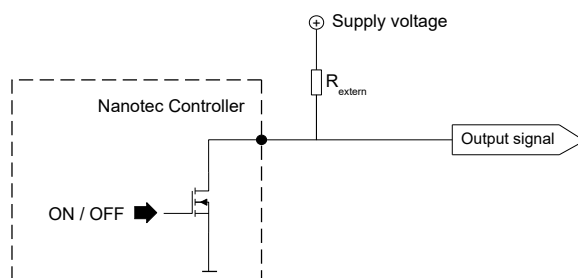 Supply voltage
R extern
Nanotec Controller
Output signal
ON / OFF